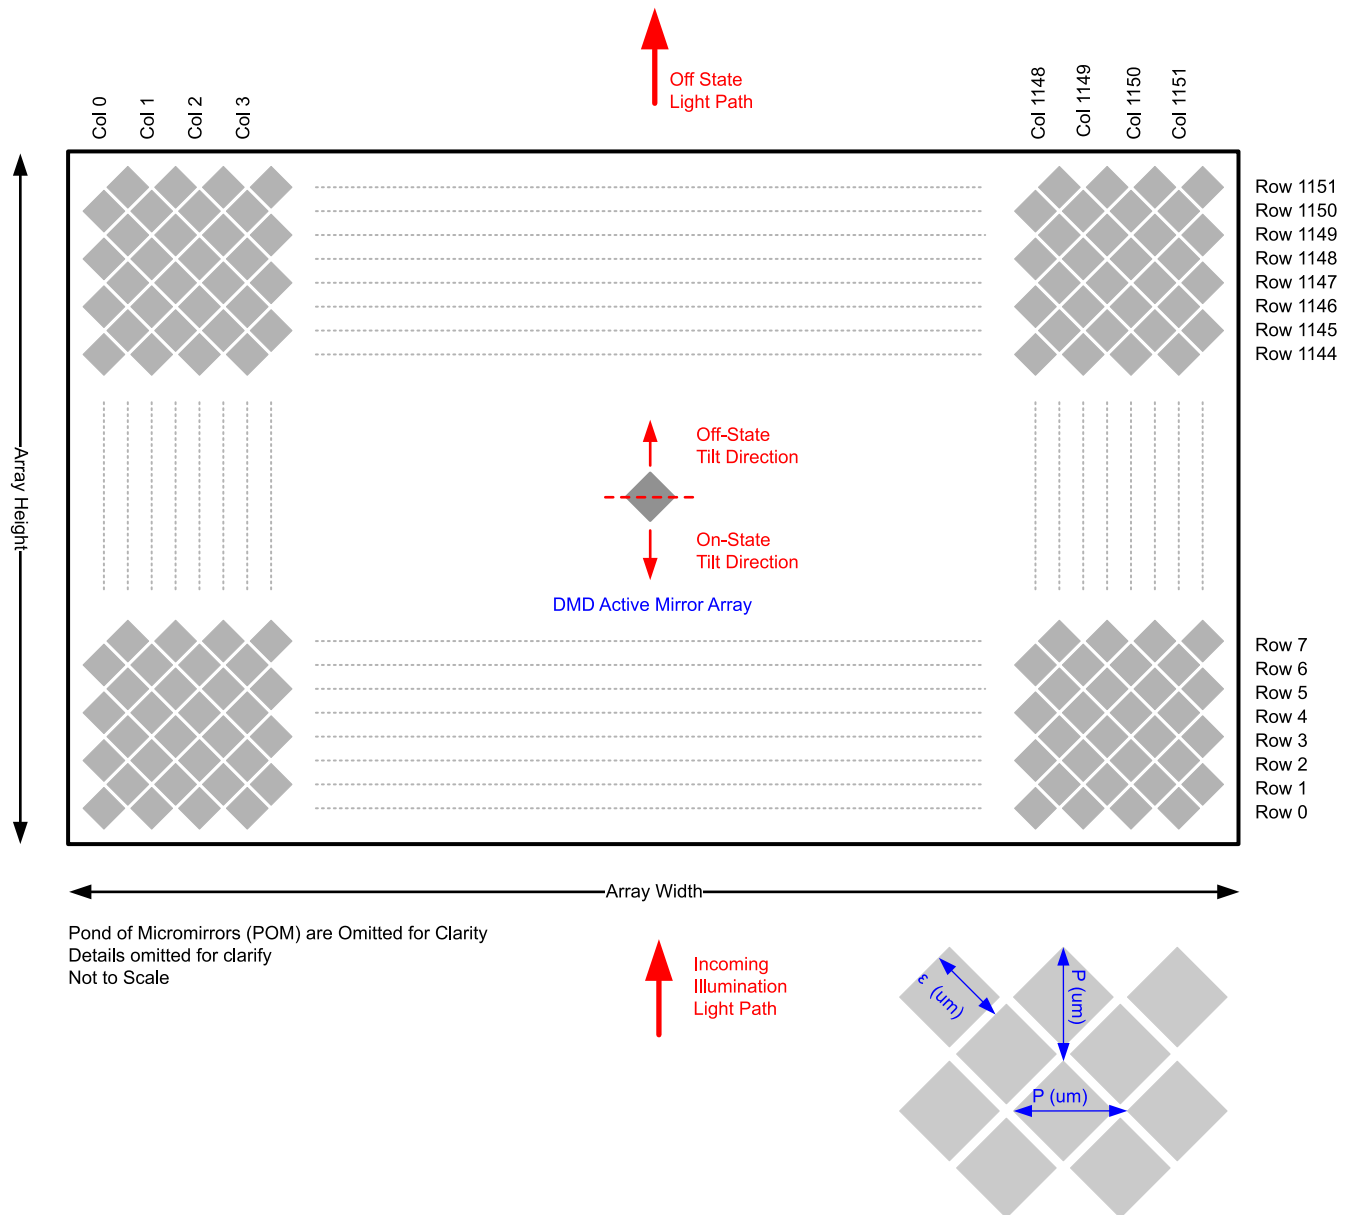 Off State
Light Path
Col 0
Col 1
Col 2
Col 3
Col 1148
Col 1149
Col 1150
Col 1151
Row 1151
Row 1150
Row 1149
Row 1148
Row 1147
Row 1146
Row 1145
Row 1144
Off-State
Tilt Direction
Array Height
On-State
Tilt Direction
DMD Active Mirror Array
Row 7
Row 6
Row 5
Row 4
Row 3
Row 2
Row 1
Row 0
Array Width
Pond of Micromirrors (POM) are Omitted for Clarity
Details omitted for clarify
Not to Scale
Incoming
Illumination
Light Path
ε (um)
P (um)
P (um)